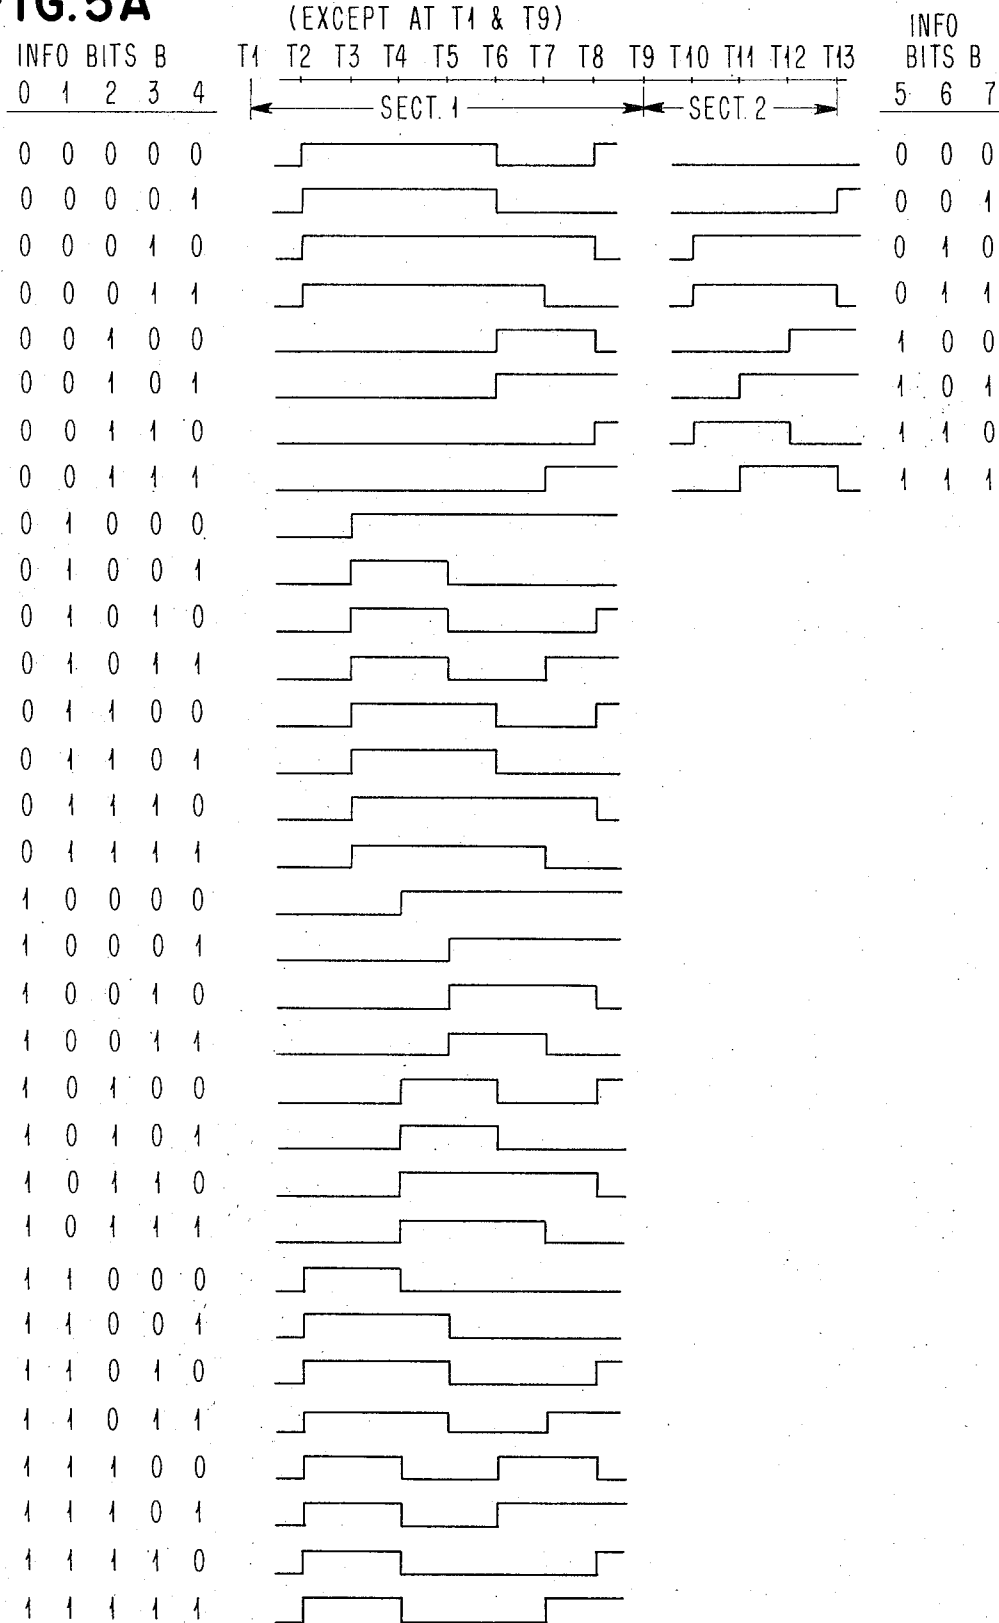 FIG.5A
(EXCEPT AT T1 & T9)
INFO BITS B
T1 T2 T3 T4 T5 T6 T7 T8 T9 T10 T11 T12 T13
INFO
BITS B
0 1 2 3 4
SECT. 1
SECT. 2
5 6 7
0 0 0 0 0
0 0 0
0 0 0 0 1
0 0 1
0 0 0 1 0
0 1 0
0 0 0 1 1
0 1 1
0 0 1 0 0
1 0 0
0 0 1 0 1
1 0 1
0 0 1 1 0
1 1 0
0 0 1 1 1
1 1 1
0 1 0 0 0
0 1 0 0 1
0 1 0 1 0
0 1 0 1 1
0 1 1 0 0
0 1 1 0 1
0 1 1 1 0
0 1 1 1 1
1 0 0 0 0
1 0 0 0 1
1 0 0 1 0
1 0 0 1 1
1 0 1 0 0
1 0 1 0 1
1 0 1 1 0
1 0 1 1 1
1 1 0 0 0
1 1 0 0 1
1 1 0 1 0
1 1 0 1 1
1 1 1 0 0
1 1 1 0 1
1 1 1 1 0
1 1 1 1 1